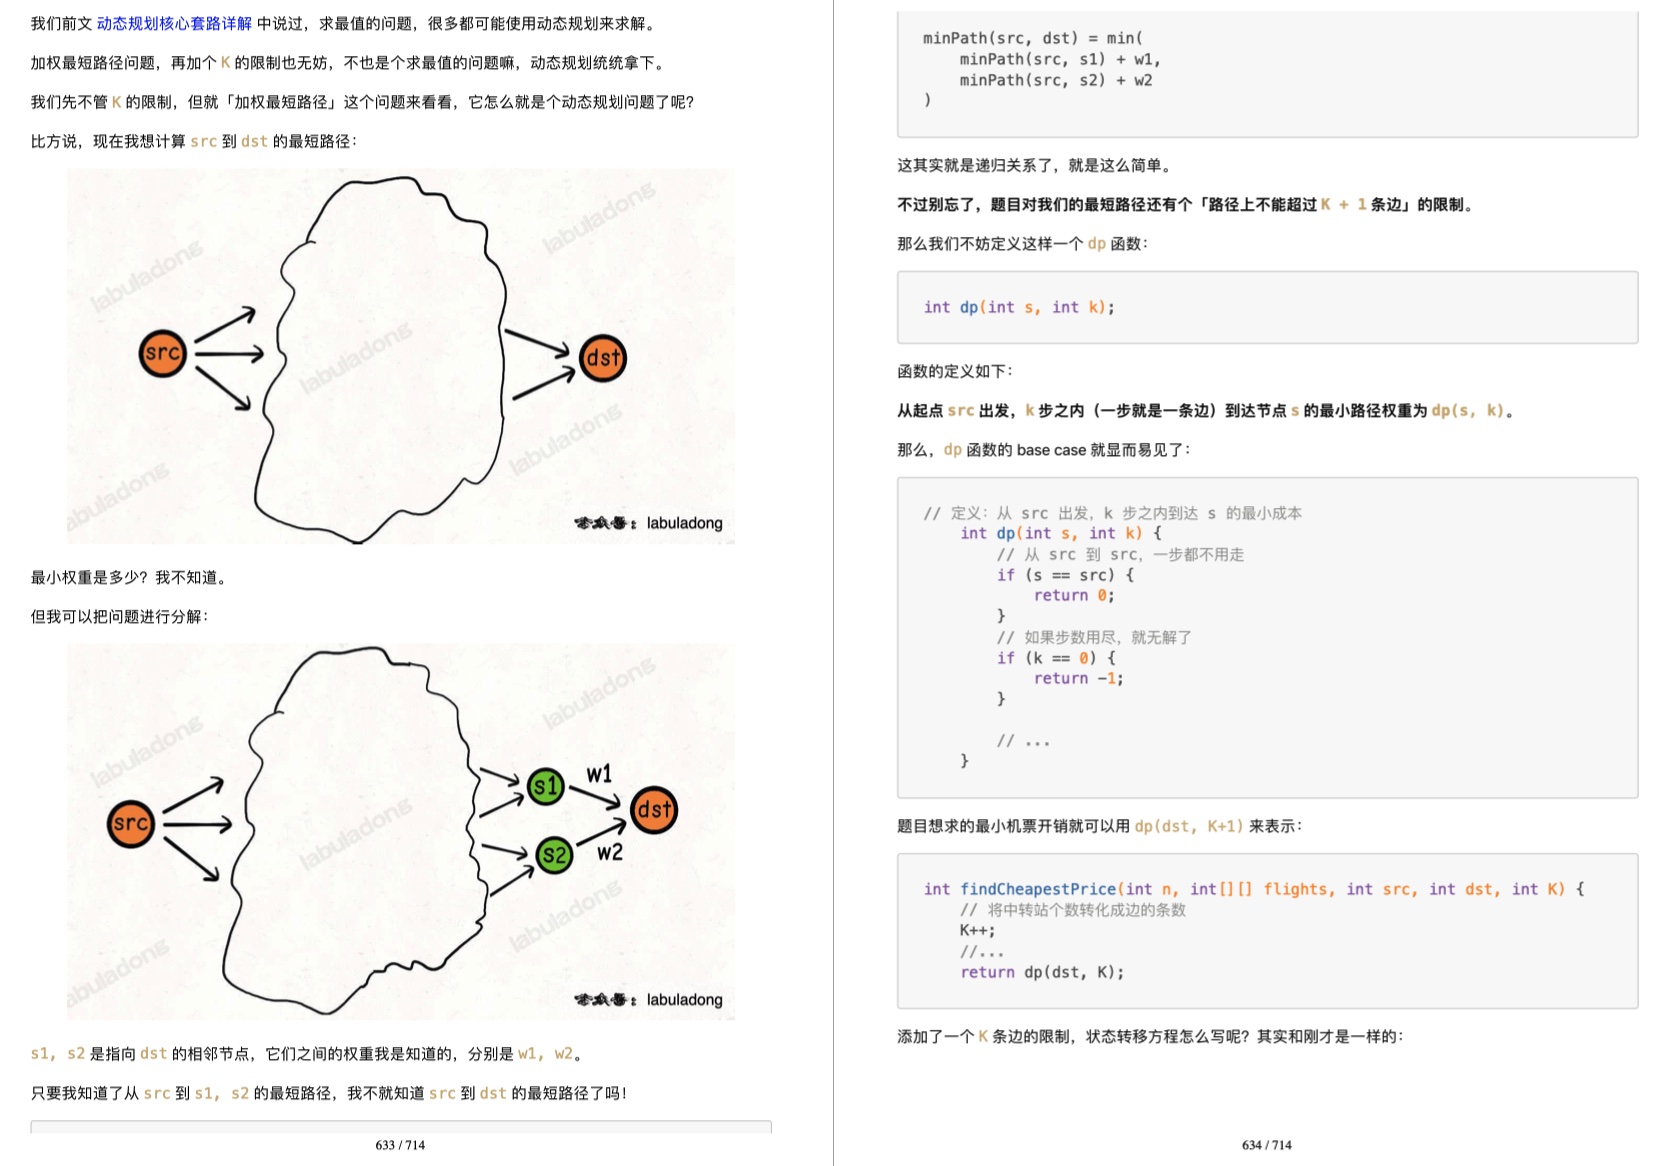 我们前文 动态规划核心套路详解 中说过，求最值的问题，很多都可能使用动态规划来求解。
加权最短路径问题，再加个 K 的限制也无妨，不也是个求最值的问题嘛，动态规划统统拿下。
我们先不管 K 的限制，但就「加权最短路径」这个问题来看看，它怎么就是个动态规划问题了呢？
比方说，现在我想计算 src 到 dst 的最短路径：
labuladong
labuladong
labuladong
labuladong
labuladong
src
dst
公众号：labuladong
最小权重是多少？我不知道。
但我可以把问题进行分解：
labuladong
labuladong
labuladong
labuladong
labuladong
src
s1
w1
dst
s2
w2
公众号：labuladong
s1, s2 是指向 dst 的相邻节点，它们之间的权重我是知道的，分别是 w1, w2。
只要我知道了从 src 到 s1, s2 的最短路径，我不就知道 src 到 dst 的最短路径了吗！
633 / 714
minPath(src, dst) = min(
    minPath(src, s1) + w1,
    minPath(src, s2) + w2
)
这其实就是递归关系了，就是这么简单。
不过别忘了，题目对我们的最短路径还有个「路径上不能超过 K + 1 条边」的限制。
那么我们不妨定义这样一个 dp 函数：
int dp(int s, int k);
函数的定义如下：
从起点 src 出发，k 步之内（一步就是一条边）到达节点 s 的最小路径权重为 dp(s, k)。
那么，dp 函数的 base case 就显而易见了：
// 定义：从 src 出发，k 步之内到达 s 的最小成本
    int dp(int s, int k) {
        // 从 src 到 src，一步都不用走
        if (s == src) {
            return 0;
        }
        // 如果步数用尽，就无解了
        if (k == 0) {
            return -1;
        }
        // ...
    }
题目想求的最小机票开销就可以用 dp(dst, K+1) 来表示：
int findCheapestPrice(int n, int[][] flights, int src, int dst, int K) {
    // 将中转站个数转化成边的条数
    K++;
    //...
    return dp(dst, K);
添加了一个 K 条边的限制，状态转移方程怎么写呢？其实和刚才是一样的：
634 / 714